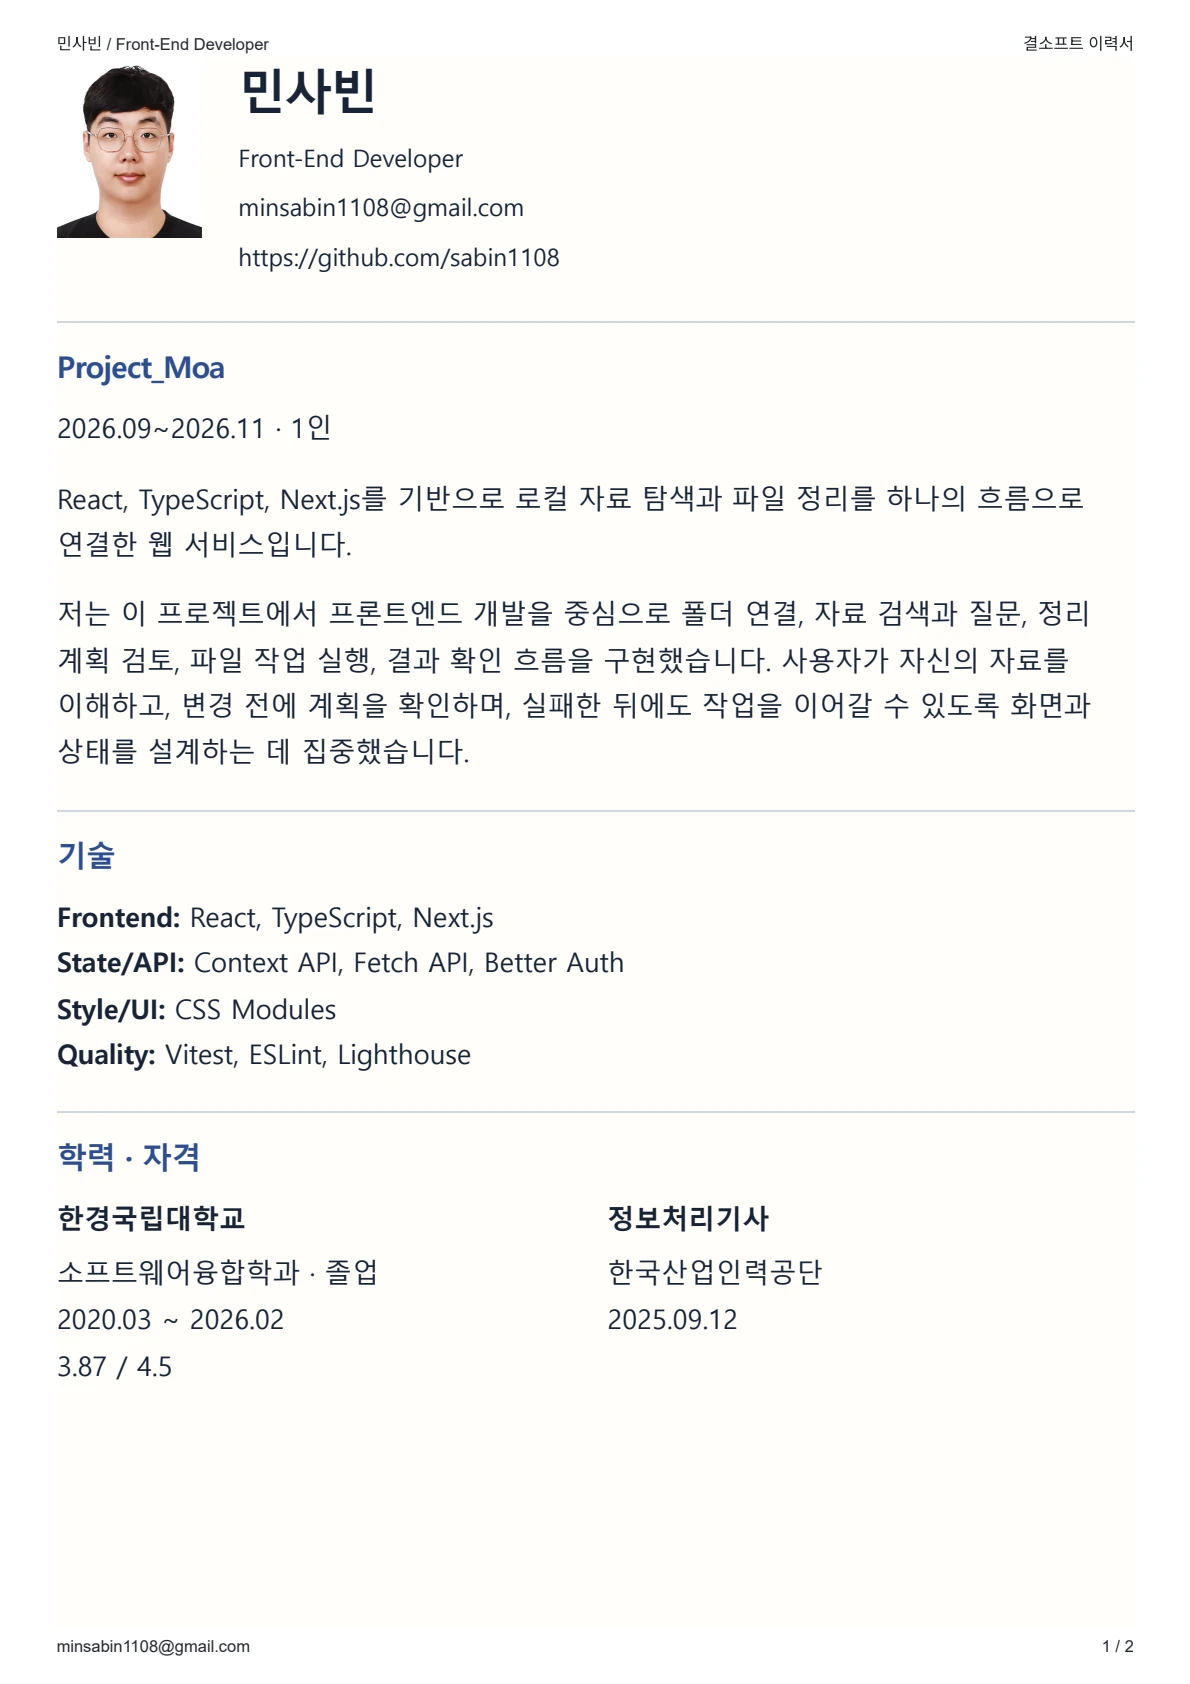 민사빈 / Front-End Developer
결소프트 이력서
민사빈
Front-End Developer
minsabin1108@gmail.com
https://github.com/sabin1108
Project_Moa
2026.09~2026.11 · 1인
React, TypeScript, Next.js를 기반으로 로컬 자료 탐색과 파일 정리를 하나의 흐름으로
연결한 웹 서비스입니다.
저는 이 프로젝트에서 프론트엔드 개발을 중심으로 폴더 연결, 자료 검색과 질문, 정리
계획 검토, 파일 작업 실행, 결과 확인 흐름을 구현했습니다. 사용자가 자신의 자료를
이해하고, 변경 전에 계획을 확인하며, 실패한 뒤에도 작업을 이어갈 수 있도록 화면과
상태를 설계하는 데 집중했습니다.
기술
Frontend: React, TypeScript, Next.js
State/API: Context API, Fetch API, Better Auth
Style/UI: CSS Modules
Quality: Vitest, ESLint, Lighthouse
학력 · 자격
한경국립대학교
소프트웨어융합학과 · 졸업
2020.03 ~ 2026.02
3.87 / 4.5
정보처리기사
한국산업인력공단
2025.09.12
minsabin1108@gmail.com
1 / 2